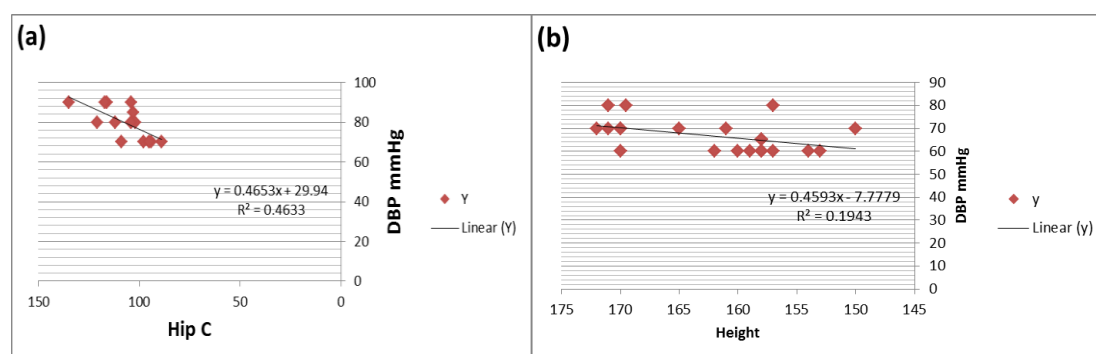 (a)
100
80
60
40
20
0
DBP mmHg
y = 0.4653x + 29.94
R² = 0.4633
Y
Linear (Y)
150
100
50
0
Hip C
(b)
90
80
70
60
50
40
30
20
10
0
DBP mmHg
y = 0.4593x - 7.7779
R² = 0.1943
y
Linear (y)
175
170
165
160
155
150
145
Height